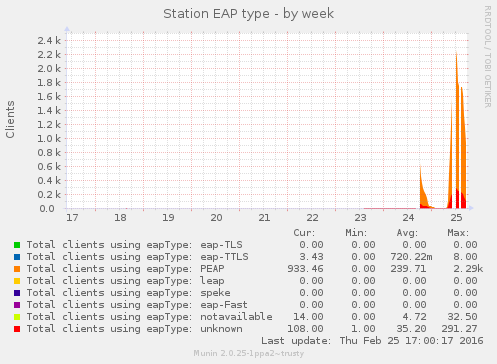 Station EAP type - by week
RRDTOOL / TOBI OETIKER
Clients
2.4 k
2.2 k
2.0 k
1.8 k
1.6 k
1.4 k
1.2 k
1.0 k
0.8 k
0.6 k
0.4 k
0.2 k
0.0
17 18 19 20 21 22 23 24 25
Cur: Min: Avg: Max:
Total clients using eapType: eap-TLS 0.00 0.00 0.00 0.00
Total clients using eapType: eap-TTLS 3.43 0.00 720.22m 8.00
Total clients using eapType: PEAP 933.46 0.00 239.71 2.29k
Total clients using eapType: leap 0.00 0.00 0.00 0.00
Total clients using eapType: speke 0.00 0.00 0.00 0.00
Total clients using eapType: eap-Fast 0.00 0.00 0.00 0.00
Total clients using eapType: notavailable 14.00 0.00 4.72 32.50
Total clients using eapType: unknown 108.00 1.00 35.20 291.27
Last update: Thu Feb 25 17:00:17 2016
Munin 2.0.25-1ppa2~trusty